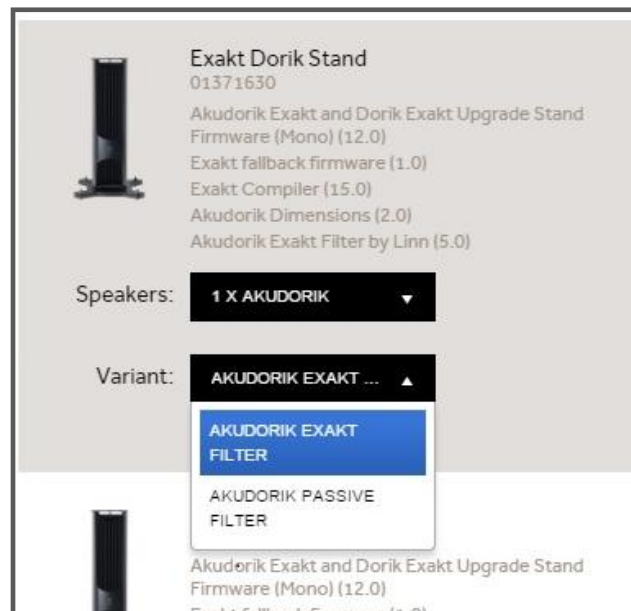 Exakt Dorik Stand
01371630
Akudorik Exakt and Dorik Exakt Upgrade Stand
Firmware (Mono) (12.0)
Exakt fallback firmware (1.0)
Exakt Compiler (15.0)
Akudorik Dimensions (2.0)
Akudorik Exakt Filter by Linn (5.0)
Speakers: 1 X AKUDORIK
Variant: AKUDORIK EXAKT ...
AKUDORIK EXAKT
FILTER
AKUDORIK PASSIVE
FILTER
Akudorik Exakt and Dorik Exakt Upgrade Stand
Firmware (Mono) (12.0)